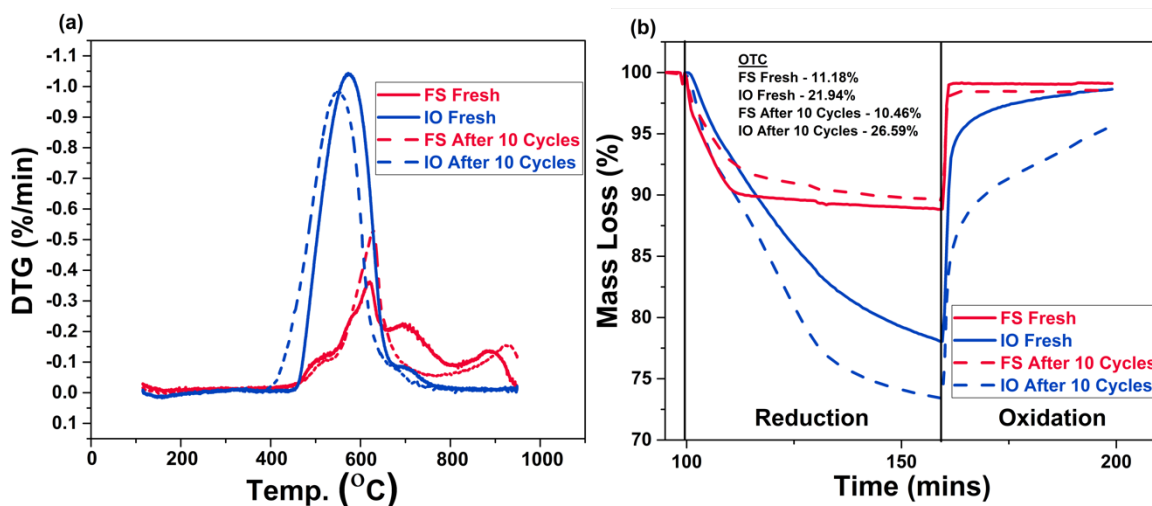 (a)
-1.1
-1.0
-0.9
-0.8
-0.7
-0.6
-0.5
-0.4
-0.3
-0.2
-0.1
0.0
0.1
DTG (%/min)
FS Fresh
IO Fresh
FS After 10 Cycles
IO After 10 Cycles
0 200 400 600 800 1000
Temp. (°C)
(b)
100
95
90
85
80
75
70
Mass Loss (%)
OTC
FS Fresh - 11.18%
IO Fresh - 21.94%
FS After 10 Cycles - 10.46%
IO After 10 Cycles - 26.59%
FS Fresh
IO Fresh
FS After 10 Cycles
IO After 10 Cycles
Reduction Oxidation
100 150 200
Time (mins)